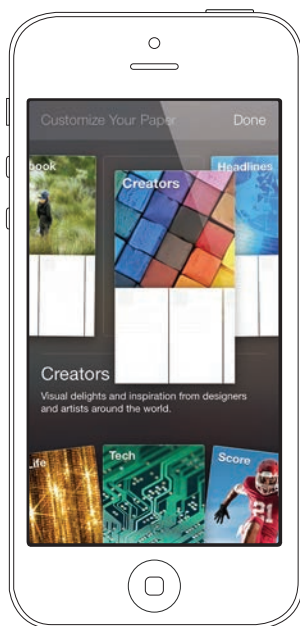 Customize Your Paper Done
book Creators Headlines
Creators
Visual delights and inspiration from designers
and artists around the world.
Life Tech Score
21